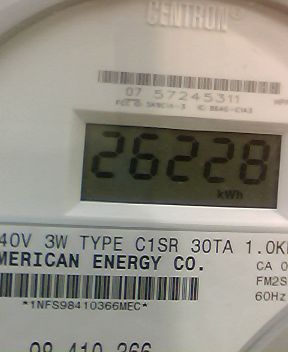 CENTRON®
07 57245311
26228
kWh
40V 3W TYPE C1SR 30TA 1.0K
MERICAN ENERGY CO.
CA 0
FM2S
*1NFS98410366MEC*
60Hz
98 410 366